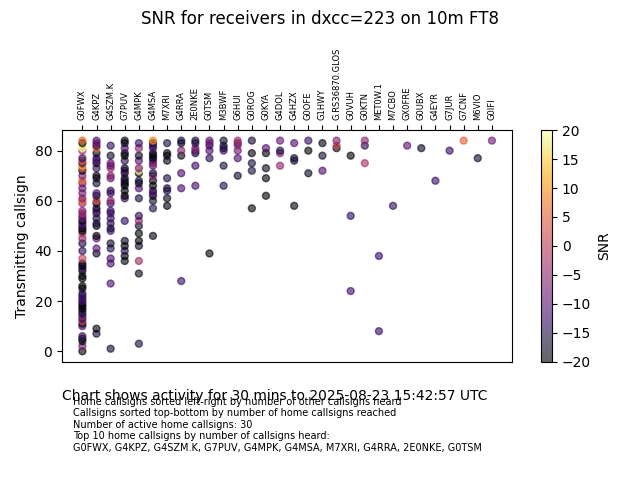 SNR for receivers in dxcc=223 on 10m FT8
G0FWX G4KPZ G4SZM.K G7PUV G4MPK G4MSA M7XRI G4RRA 2E0NKE G0TSM M3BWF G6HUI G0ROG G0KYA G4DOL G4HZX G0OFE G1HWY G1RS36870.GLOS G0VUH G0KTN MET0W.1 M7CBO GX0FRE G0UBX G4EYR G7JUR G7CNF M6VIO G0IFI
80
60
40
20
0
Transmitting callsign
20
15
10
5
0
−5
−10
−15
−20
SNR
Chart shows activity for 30 mins to 2025-08-23 15:42:57 UTC
Home callsigns sorted left-right by number of other callsigns heard
Callsigns sorted top-bottom by number of home callsigns reached
Number of active home callsigns: 30
Top 10 home callsigns by number of callsigns heard:
G0FWX, G4KPZ, G4SZM.K, G7PUV, G4MPK, G4MSA, M7XRI, G4RRA, 2E0NKE, G0TSM